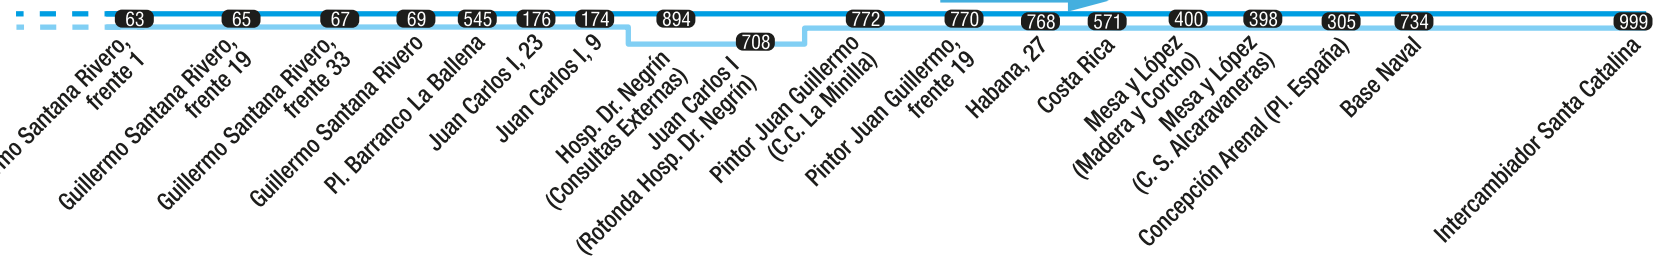 63 65 67 69 545 176 174 894 708 772 770 768 571 400 398 305 734 999
Santana Rivero,
frente 1
Guillermo Santana Rivero,
frente 19
Guillermo Santana Rivero,
frente 33
Guillermo Santana Rivero
Pl. Barranco La Ballena
Juan Carlos I, 23
Juan Carlos I, 9
Hosp. Dr. Negrín
(Consultas Externas)
Juan Carlos I
(Rotonda Hosp. Dr. Negrín)
Pintor Juan Guillermo
(C.C. La Minilla)
Pintor Juan Guillermo,
frente 19
Habana, 27
Costa Rica
Mesa y López
(Madera y Corcho)
Mesa y López
(C. S. Alcaravaneras)
Concepción Arenal (Pl. España)
Base Naval
Intercambiador Santa Catalina